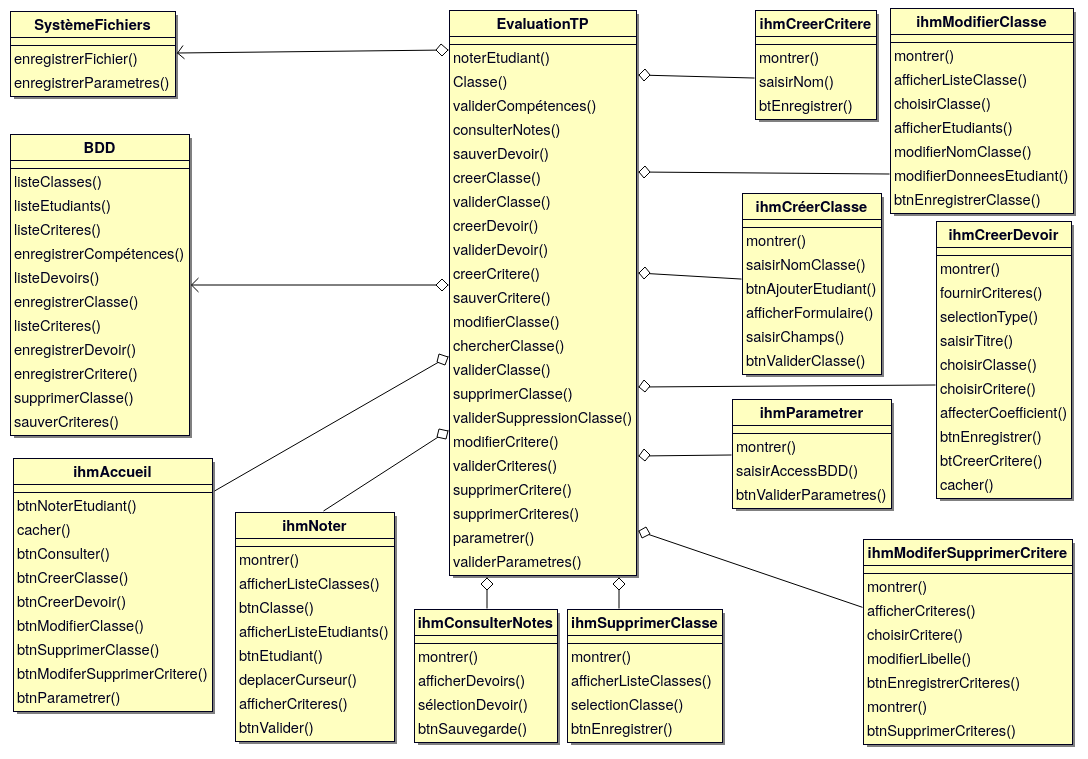 SystèmeFichiers
enregistrerFichier()
enregistrerParametres()
BDD
listeClasses()
listeEtudiants()
listeCriteres()
enregistrerCompétences()
listeDevoirs()
enregistrerClasse()
listeCriteres()
enregistrerDevoir()
enregistrerCritere()
supprimerClasse()
sauverCriteres()
ihmAccueil
btnNoterEtudiant()
cacher()
btnConsulter()
btnCreerClasse()
btnCreerDevoir()
btnModifierClasse()
btnSupprimerClasse()
btnModiferSupprimerCritere()
btnParametrer()
ihmNoter
montrer()
afficherListeClasses()
btnClasse()
afficherListeEtudiants()
btnEtudiant()
deplacerCurseur()
afficherCriteres()
btnValider()
EvaluationTP
noterEtudiant()
Classe()
validerCompétences()
consulterNotes()
sauverDevoir()
creerClasse()
validerClasse()
creerDevoir()
validerDevoir()
creerCritere()
sauverCritere()
modifierClasse()
chercherClasse()
validerClasse()
supprimerClasse()
validerSuppressionClasse()
modifierCritere()
validerCriteres()
supprimerCritere()
supprimerCriteres()
parametrer()
validerParametres()
ihmConsulterNotes
montrer()
afficherDevoirs()
sélectionDevoir()
btnSauvegarde()
ihmSupprimerClasse
montrer()
afficherListeClasses()
selectionClasse()
btnEnregistrer()
ihmCreerCritere
montrer()
saisirNom()
btEnregistrer()
ihmModifierClasse
montrer()
afficherListeClasse()
choisirClasse()
afficherEtudiants()
modifierNomClasse()
modifierDonneesEtudiant()
btnEnregistrerClasse()
ihmCréerClasse
montrer()
saisirNomClasse()
btnAjouterEtudiant()
afficherFormulaire()
saisirChamps()
btnValiderClasse()
ihmCreerDevoir
montrer()
fournirCriteres()
selectionType()
saisirTitre()
choisirClasse()
choisirCritere()
affecterCoefficient()
btnEnregistrer()
btCreerCritere()
cacher()
ihmParametrer
montrer()
saisirAccessBDD()
btnValiderParametres()
ihmModiferSupprimerCritere
montrer()
afficherCriteres()
choisirCritere()
modifierLibelle()
btnEnregistrerCriteres()
montrer()
btnSupprimerCriteres()